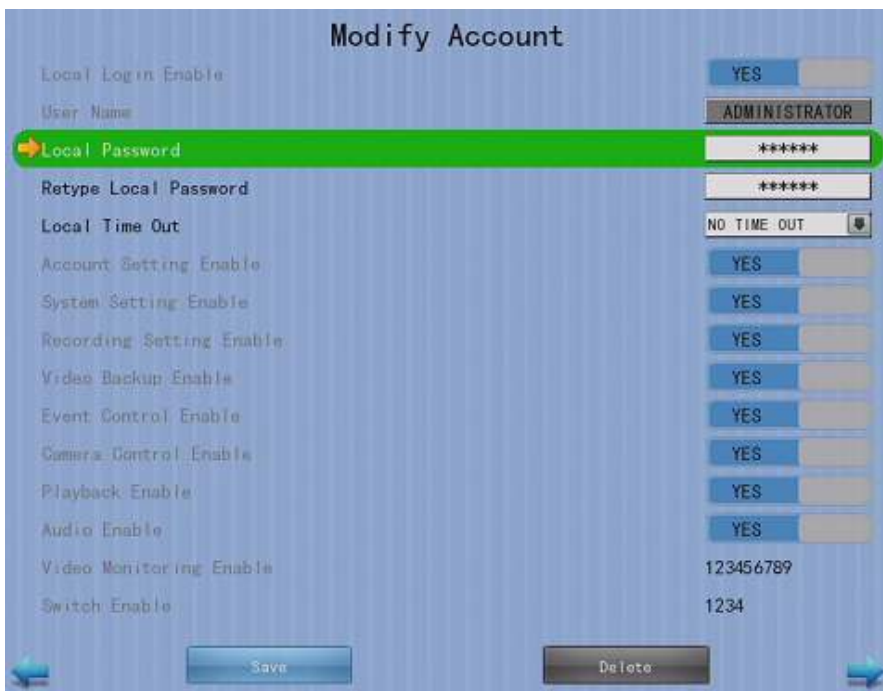 Modify Account
Local Login Enable YES
User Name ADMINISTRATOR
Local Password ******
Retype Local Password ******
Local Time Out NO TIME OUT
Account Setting Enable YES
System Setting Enable YES
Recording Setting Enable YES
Video Backup Enable YES
Event Control Enable YES
Camera Control Enable YES
Playback Enable YES
Audio Enable YES
Video Monitoring Enable 123456789
Switch Enable 1234
Save Delete